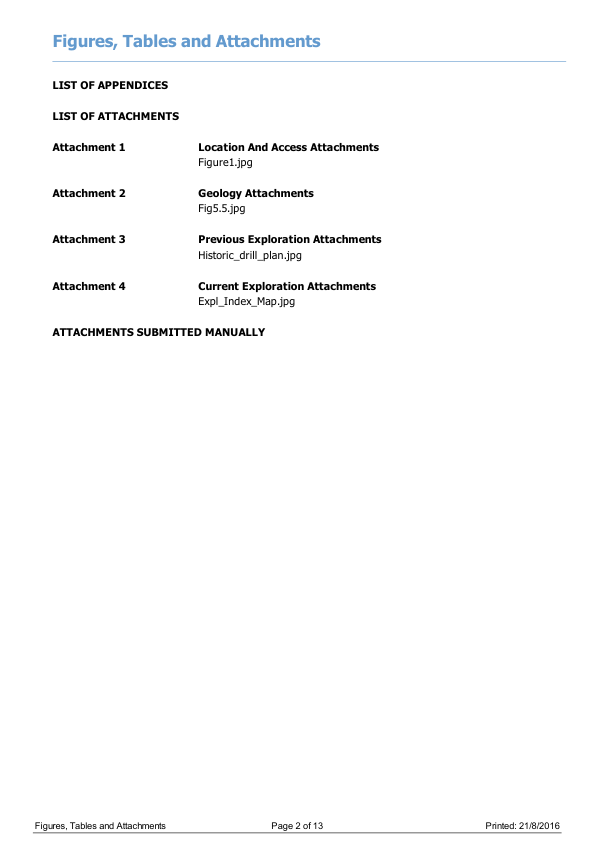 Figures, Tables and Attachments
LIST OF APPENDICES
LIST OF ATTACHMENTS
Attachment 1 Location And Access Attachments
Figure1.jpg
Attachment 2 Geology Attachments
Fig5.5.jpg
Attachment 3 Previous Exploration Attachments
Historic_drill_plan.jpg
Attachment 4 Current Exploration Attachments
Expl_Index_Map.jpg
ATTACHMENTS SUBMITTED MANUALLY
Figures, Tables and Attachments Page 2 of 13 Printed: 21/8/2016